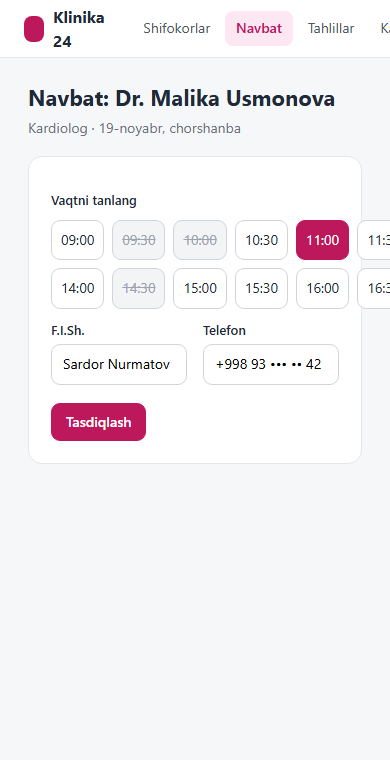 Klinika 24
Shifokorlar
Navbat
Tahlillar
Navbat: Dr. Malika Usmonova
Kardiolog · 19-noyabr, chorshanba
Vaqtni tanlang
09:00 09:30 10:00 10:30 11:00
14:00 14:30 15:00 15:30 16:00
F.I.Sh. Telefon
Sardor Nurmatov +998 93 ••• •• 42
Tasdiqlash